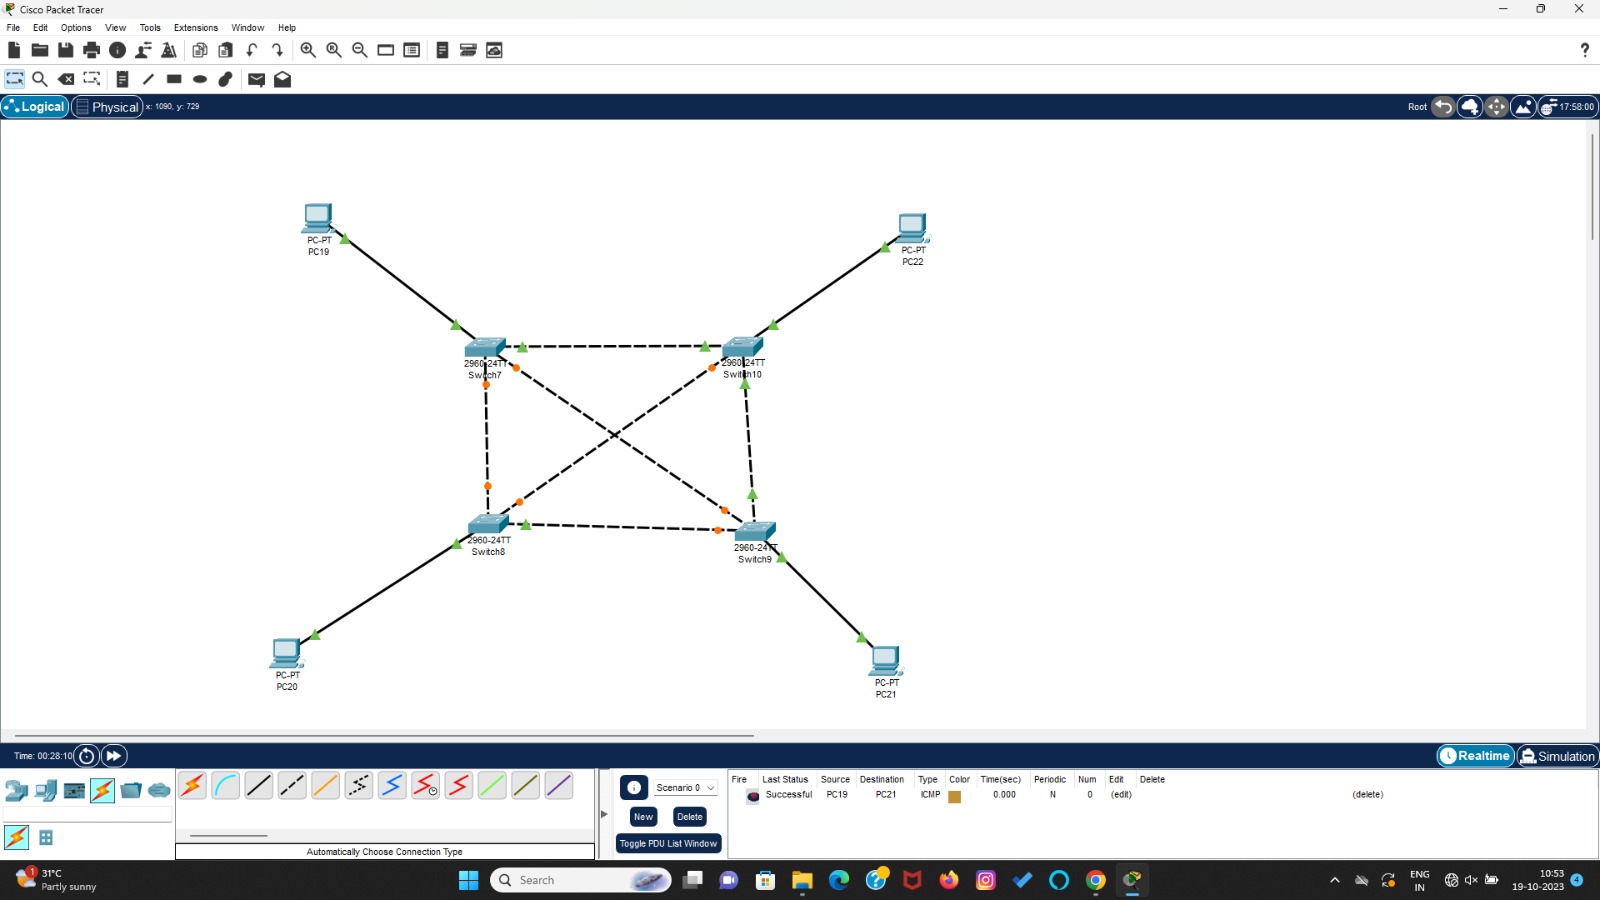 Cisco Packet Tracer
File Edit Options View Tools Extensions Window Help
?
Logical Physical x: 1090, y: 729 Root 17:58:00
PC-PT
PC19
PC-PT
PC22
2960-24TT
Switch7
2960-24TT
Switch10
2960-24TT
Switch8
2960-24TT
Switch9
PC-PT
PC20
PC-PT
PC21
Time: 00:28:10 Realtime Simulation
Scenario 0
New Delete
Toggle PDU List Window
Fire Last Status Source Destination Type Color Time(sec) Periodic Num Edit Delete
Successful PC19 PC21 ICMP 0.000 N 0 (edit) (delete)
Automatically Choose Connection Type
1
31°C
Partly sunny
Search
ENG
IN
10:53
19-10-2023
4